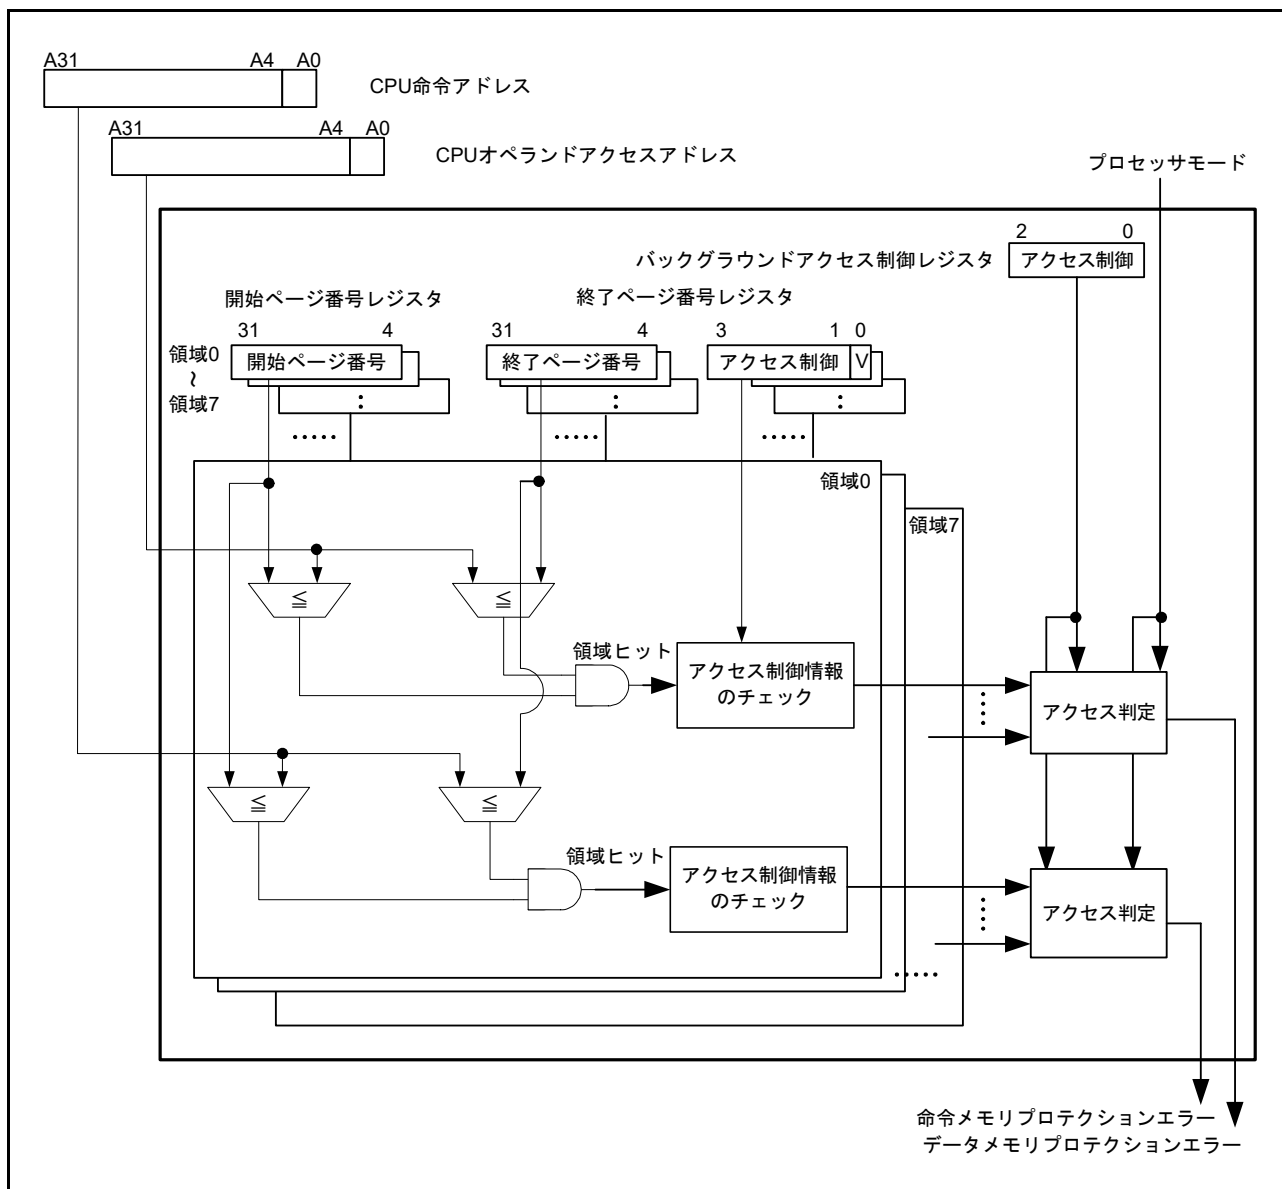 A31 A4 A0
CPU命令アドレス
A31 A4 A0
CPUオペランドアクセスアドレス
プロセッサモード
2 0
バックグラウンドアクセス制御レジスタ アクセス制御
開始ページ番号レジスタ 終了ページ番号レジスタ
31 4 31 4 3 1 0
領域0
~
領域7
開始ページ番号 終了ページ番号 アクセス制御 V
: : :
..... ..... .....
領域0
領域7
≦ ≦
領域ヒット
アクセス制御情報
のチェック
アクセス判定
≦ ≦
領域ヒット
アクセス制御情報
のチェック
アクセス判定
.....
命令メモリプロテクションエラー
データメモリプロテクションエラー